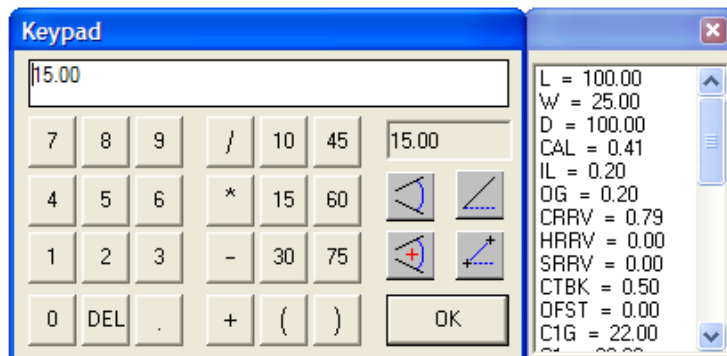 Keypad
15.00
7 8 9 / 10 45 15.00
4 5 6 * 15 60
1 2 3 - 30 75
0 DEL . + ( ) OK
L = 100.00
W = 25.00
D = 100.00
CAL = 0.41
IL = 0.20
OG = 0.20
CRRV = 0.79
HRRV = 0.00
SRRV = 0.00
CTBK = 0.50
OFST = 0.00
C1G = 22.00